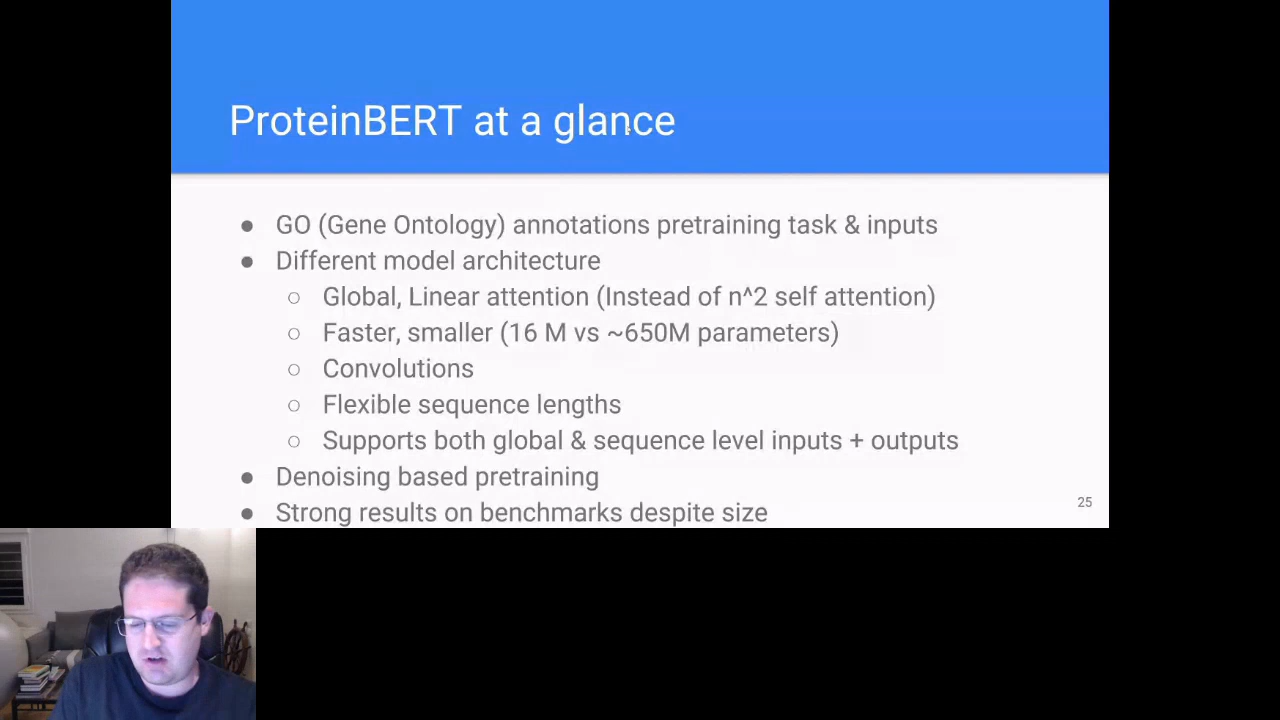 ProteinBERT at a glance
● GO (Gene Ontology) annotations pretraining task & inputs
● Different model architecture
○ Global, Linear attention (Instead of n^2 self attention)
○ Faster, smaller (16 M vs ~650M parameters)
○ Convolutions
○ Flexible sequence lengths
○ Supports both global & sequence level inputs + outputs
● Denoising based pretraining
● Strong results on benchmarks despite size
25